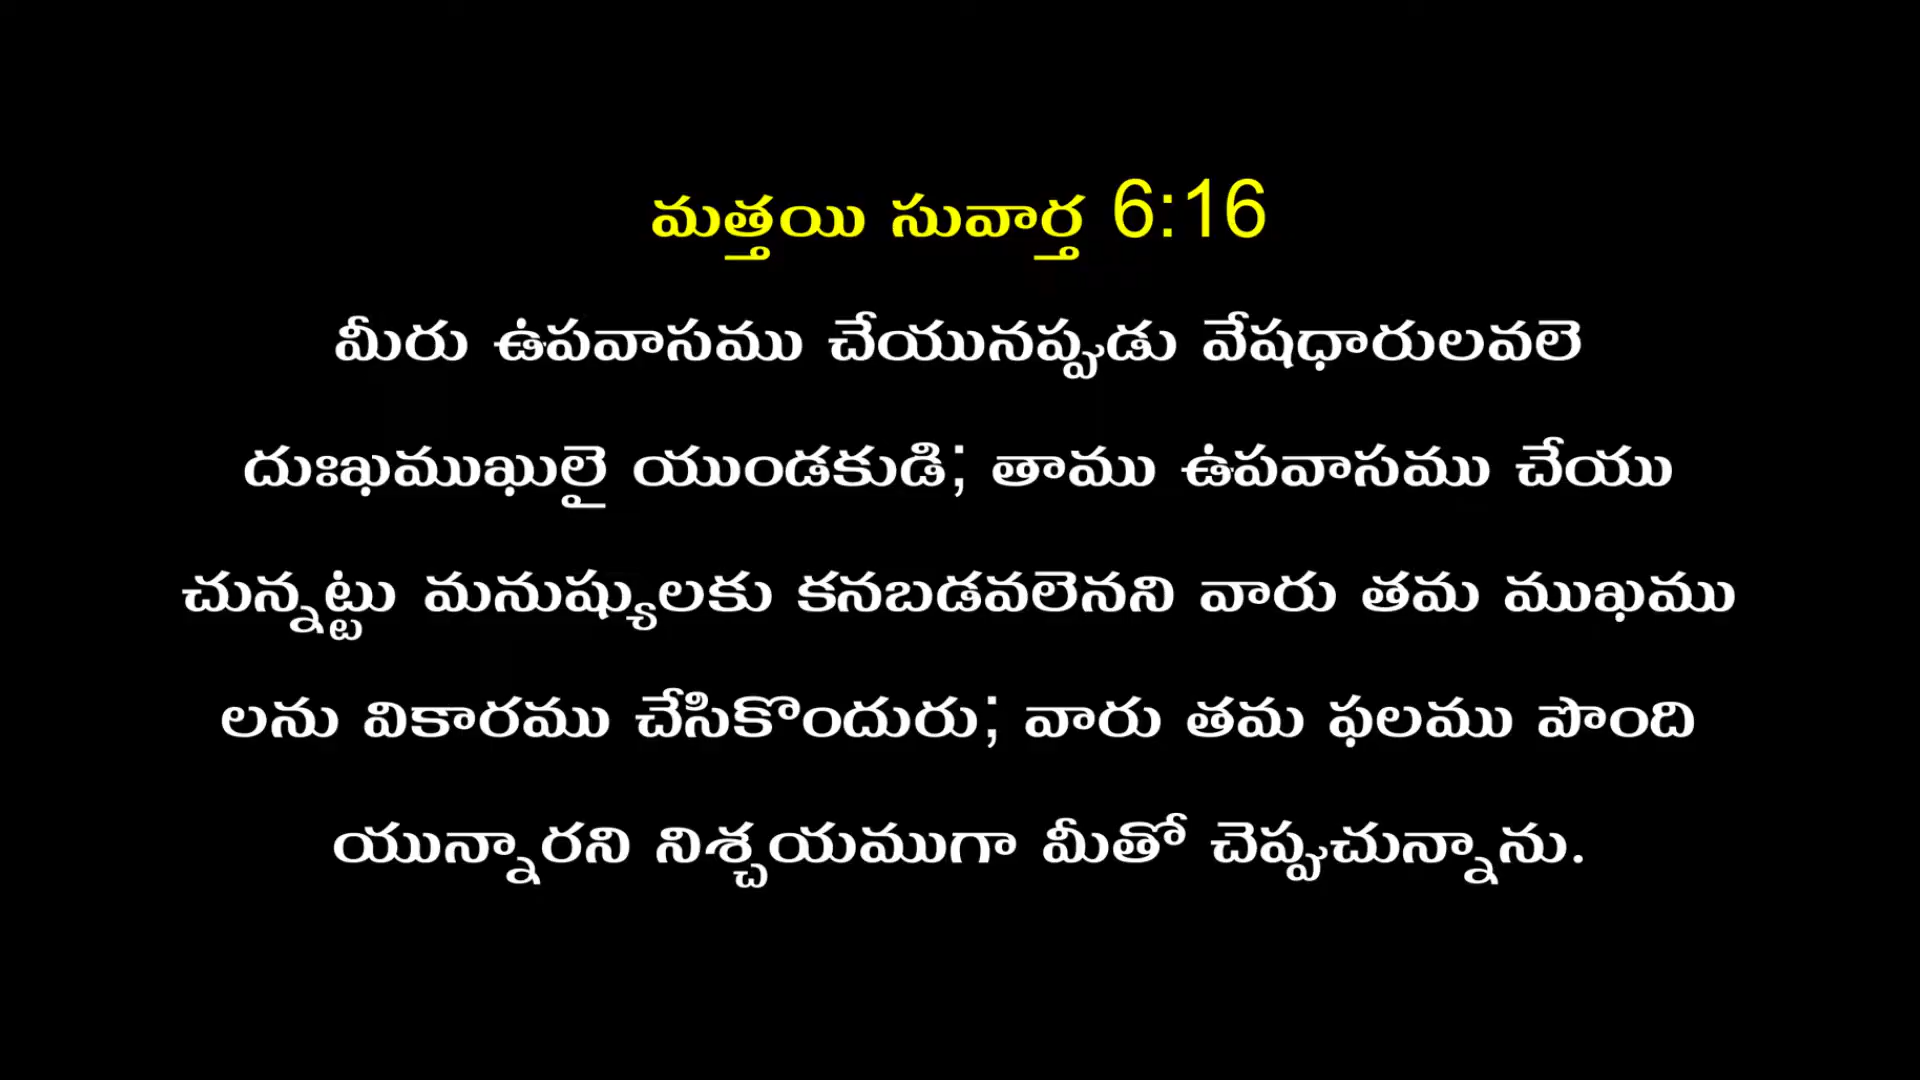 మత్తయి సువార్త 6:16
మీరు ఉపవాసము చేయునప్పుడు వేషధారులవలె
దుఃఖముఖులై యుండకుడి; తాము ఉపవాసము చేయు
చున్నట్టు మనుష్యులకు కనబడవలెనని వారు తమ ముఖము
లను వికారము చేసికొందురు; వారు తమ ఫలము పొంది
యున్నారని నిశ్చయముగా మీతో చెప్పుచున్నాను.